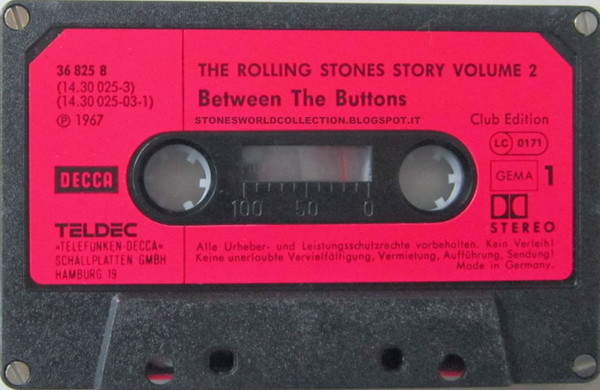 36 825 8
(14.30 025-3)
(14.30 025-03-1)
℗ 1967
THE ROLLING STONES STORY VOLUME 2
Between The Buttons
STONESWORLDCOLLECTION.BLOGSPOT.IT
Club Edition
LC 0171
DECCA
GEMA 1
100 50 0
STEREO
TELDEC
»TELEFUNKEN-DECCA«
SCHALLPLATTEN GMBH
HAMBURG 19
Alle Urheber- und Leistungsschutzrechte vorbehalten. Kein Verleih!
Keine unerlaubte Vervielfältigung, Vermietung, Aufführung, Sendung!
Made in Germany.